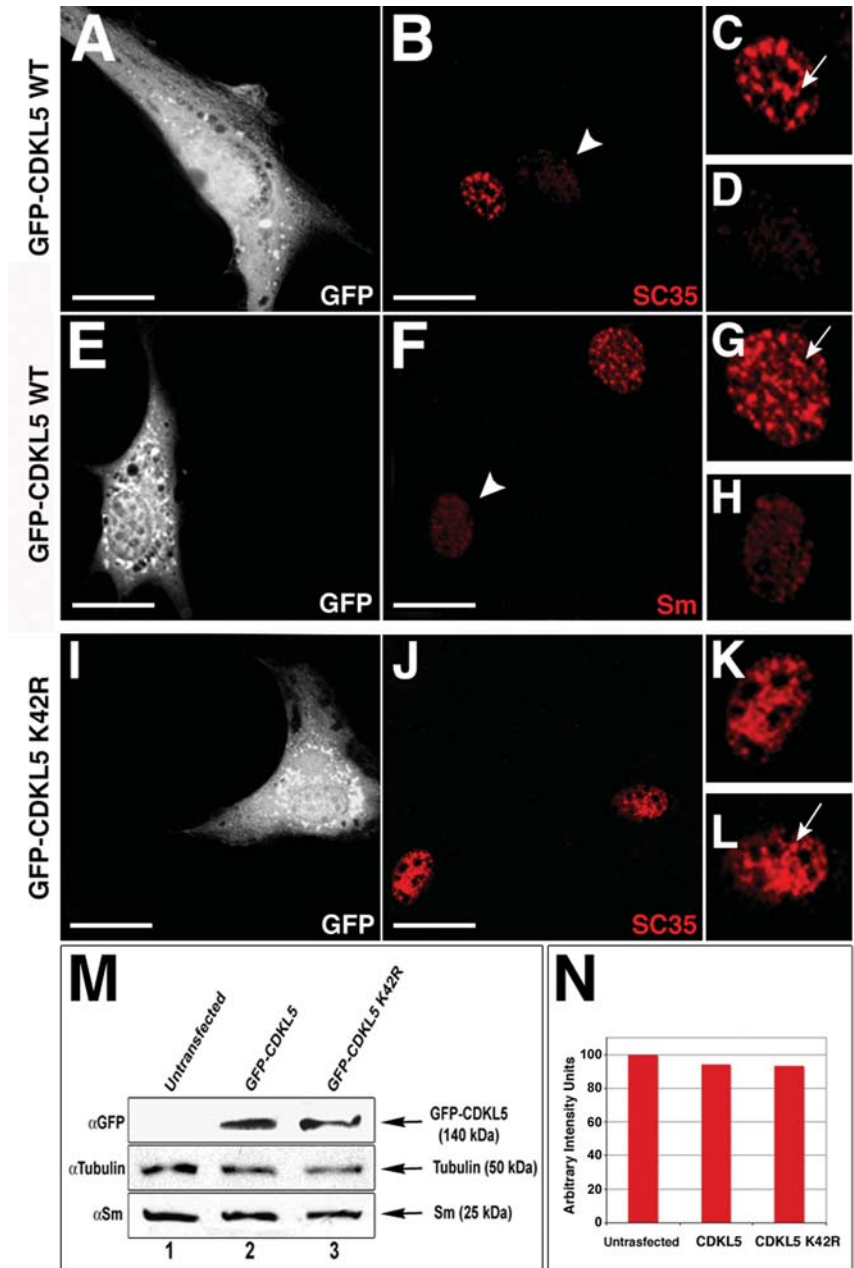 GFP-CDKL5 WT
A
GFP
B
SC35
C
D
GFP-CDKL5 WT
E
GFP
F
Sm
G
H
GFP-CDKL5 K42R
I
GFP
J
SC35
K
L
M
Untransfected
GFP-CDKL5
GFP-CDKL5 K42R
αGFP
GFP-CDKL5
(140 kDa)
αTubulin
Tubulin (50 kDa)
αSm
Sm (25 kDa)
1 2 3
N
Arbitrary Intensity Units
100
80
60
40
20
0
Untrasfected CDKL5 CDKL5 K42R